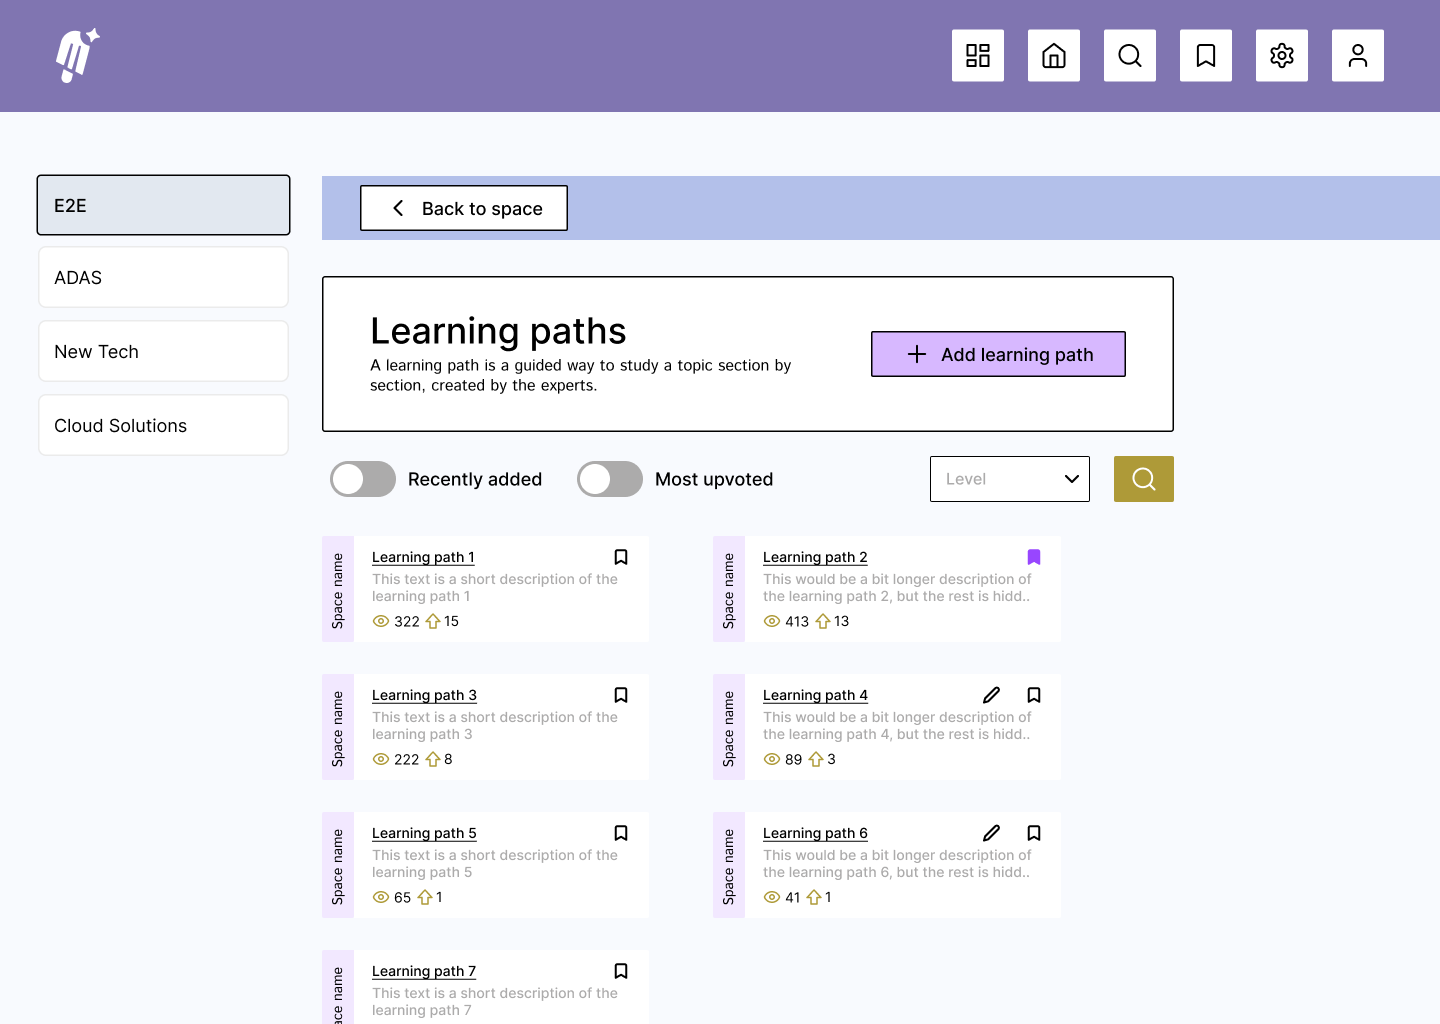 E2E
ADAS
New Tech
Cloud Solutions
Back to space
Learning paths
A learning path is a guided way to study a topic section by
section, created by the experts.
Add learning path
Recently added
Most upvoted
Level
Space name
Learning path 1
This text is a short description of the
learning path 1
322 15
Space name
Learning path 2
This would be a bit longer description of
the learning path 2, but the rest is hidd..
413 13
Space name
Learning path 3
This text is a short description of the
learning path 3
222 8
Space name
Learning path 4
This would be a bit longer description of
the learning path 4, but the rest is hidd..
89 3
Space name
Learning path 5
This text is a short description of the
learning path 5
65 1
Space name
Learning path 6
This would be a bit longer description of
the learning path 6, but the rest is hidd..
41 1
ace name
Learning path 7
This text is a short description of the
learning path 7